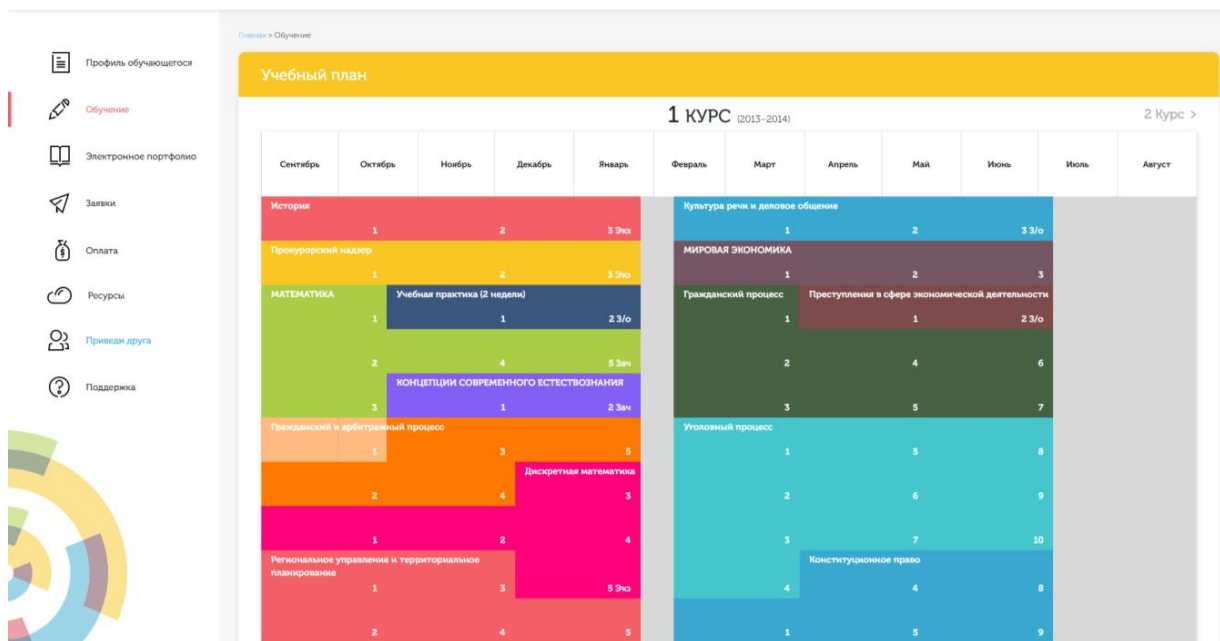 Главная > Обучение
Профиль обучающегося
Обучение
Электронное портфолио
Заявки
Оплата
Ресурсы
Приведи друга
Поддержка
Учебный план
1 КУРС (2013–2014)
2 Курс >
Сентябрь Октябрь Ноябрь Декабрь Январь Февраль Март Апрель Май Июнь Июль Август
История Культура речи и деловое общение
1 2 3 Экз 1 2 3 З/о
Прокурорский надзор МИРОВАЯ ЭКОНОМИКА
1 2 3 Экз 1 2 3
МАТЕМАТИКА Учебная практика (2 недели) Гражданский процесс Преступления в сфере экономической деятельности
1 1 2 З/о 1 1 2 З/о
2 4 5 Зач 2 4 6
КОНЦЕПЦИИ СОВРЕМЕННОГО ЕСТЕСТВОЗНАНИЯ
3 1 2 Зач 3 5 7
Гражданский и арбитражный процесс Уголовный процесс
1 3 5 1 5 8
Дискретная математика
2 4 3 2 6 9
1 2 4 3 7 10
Региональное управление и территориальное Конституционное право
планирование
1 3 5 Экз 4 4 8
2 4 5 1 5 9